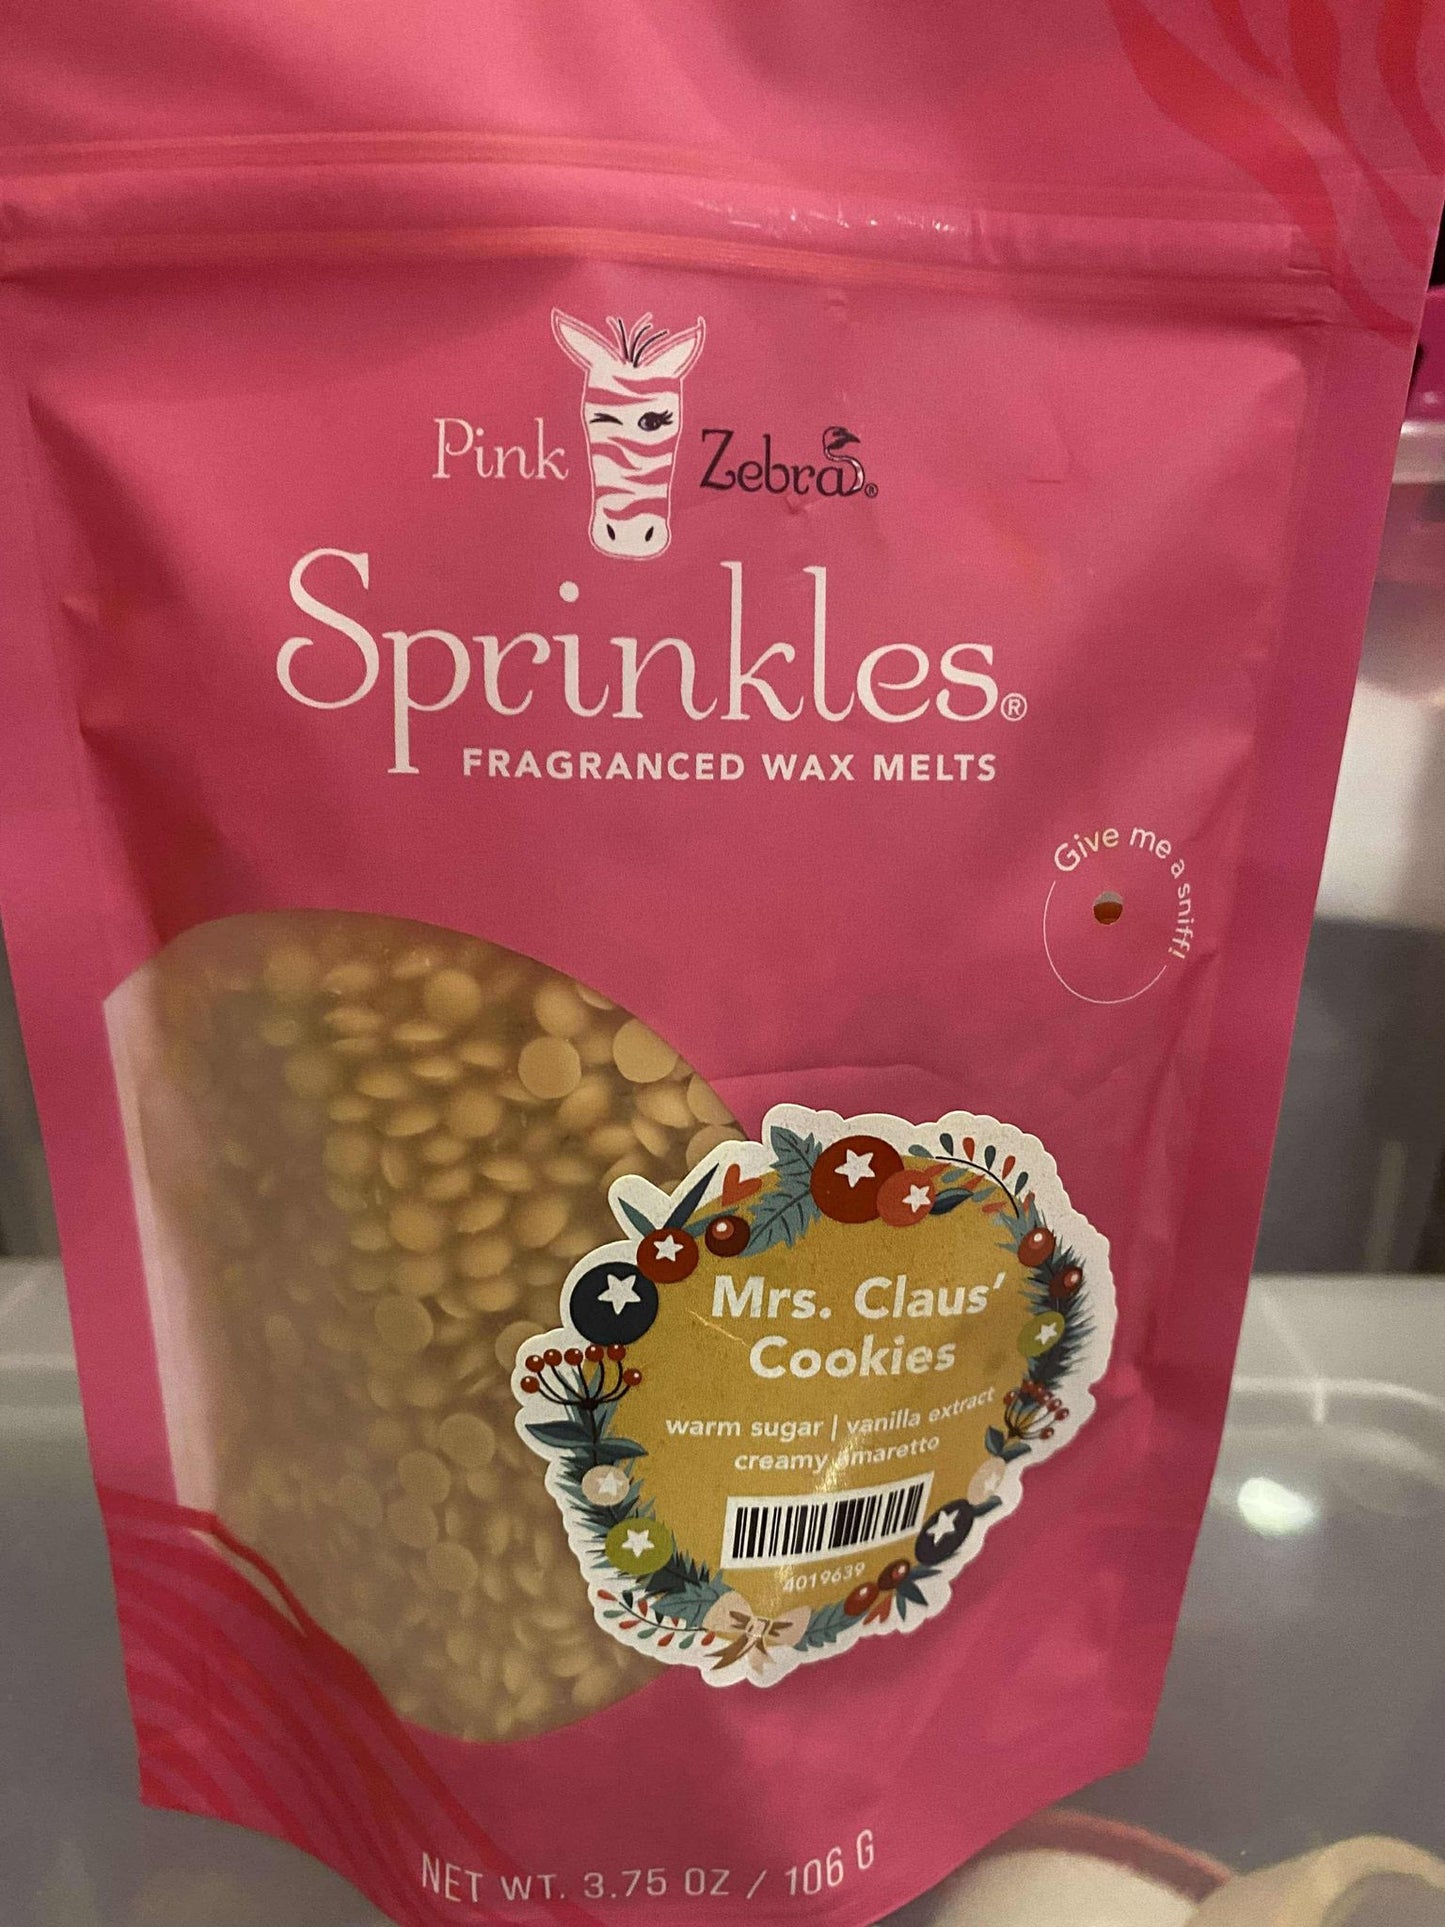 Pink Zebra®
Sprinkles®
FRAGRANCED WAX MELTS
Give me a sniff!
Mrs. Claus'
Cookies
warm sugar | vanilla extract
creamy amaretto
4019639
NET WT. 3.75 OZ / 106 G